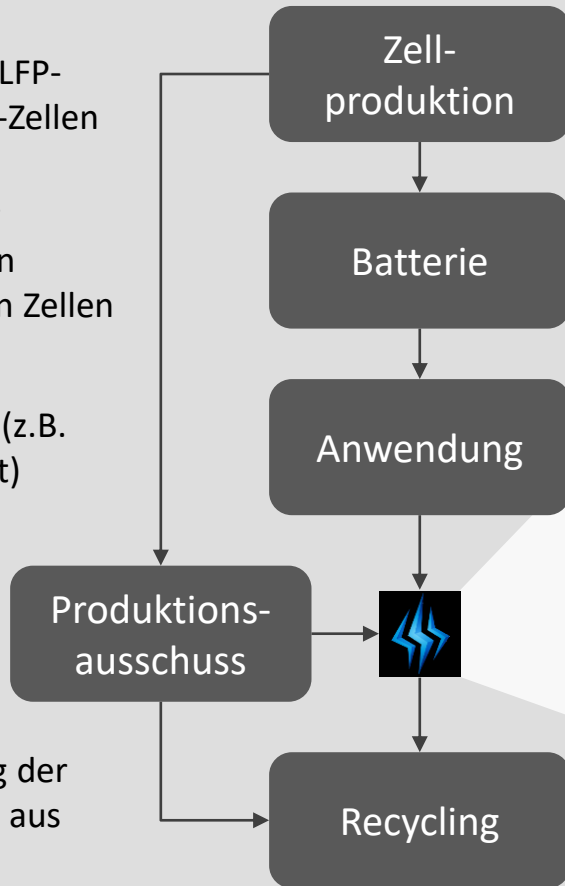 LFP-
-Zellen
n
n Zellen
(z.B.
t)
g der
aus
Zell-
produktion
Batterie
Anwendung
Produktions-
ausschuss
Recycling